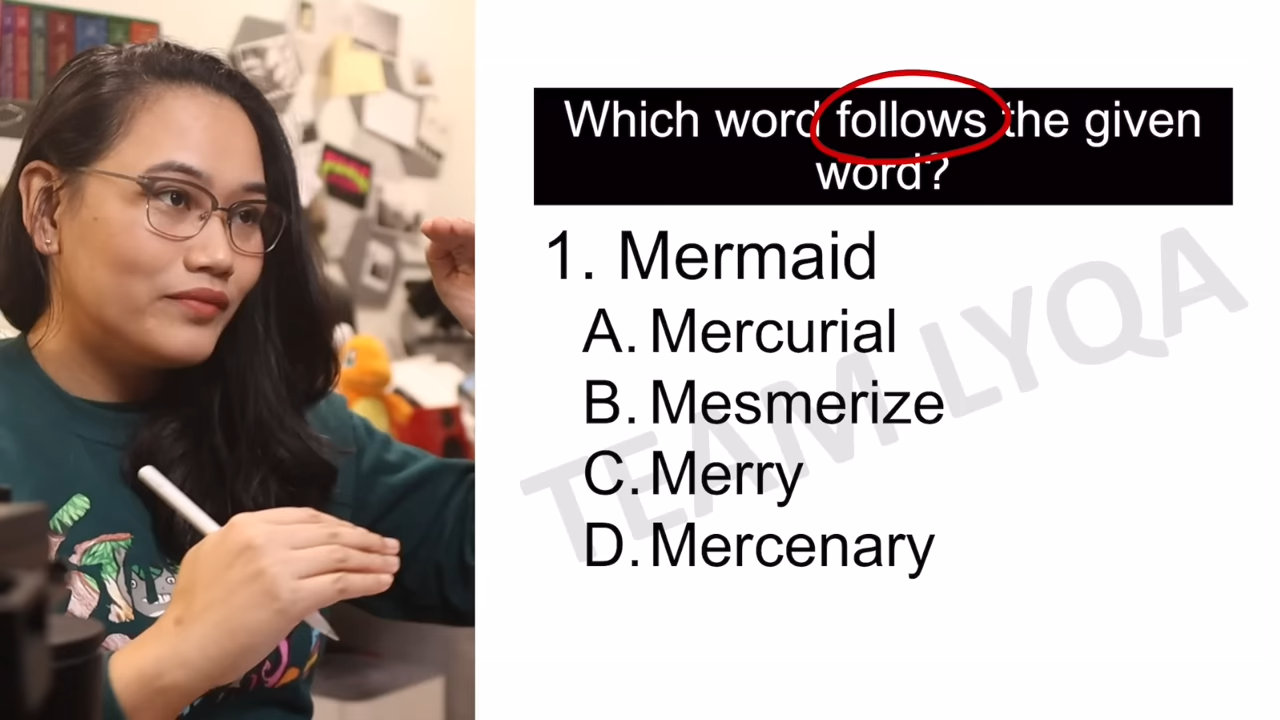 Which word follows the given
word?
1. Mermaid
A. Mercurial
B. Mesmerize
C. Merry
D. Mercenary
TEAM LYQA